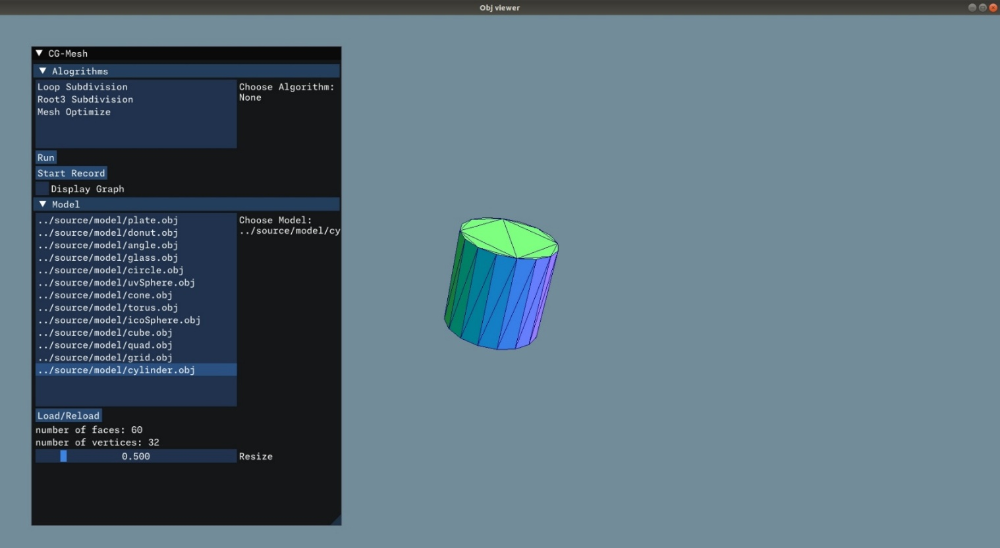 Obj viewer
CG-Mesh
Alogrithms
Loop Subdivision
Root3 Subdivision
Mesh Optimize
Choose Algorithm:
None
Run
Start Record
Display Graph
Model
../source/model/plate.obj
../source/model/donut.obj
../source/model/angle.obj
../source/model/glass.obj
../source/model/circle.obj
../source/model/uvSphere.obj
../source/model/cone.obj
../source/model/torus.obj
../source/model/icoSphere.obj
../source/model/cube.obj
../source/model/quad.obj
../source/model/grid.obj
../source/model/cylinder.obj
Choose Model:
../source/model/cy
Load/Reload
number of faces: 60
number of vertices: 32
0.500
Resize